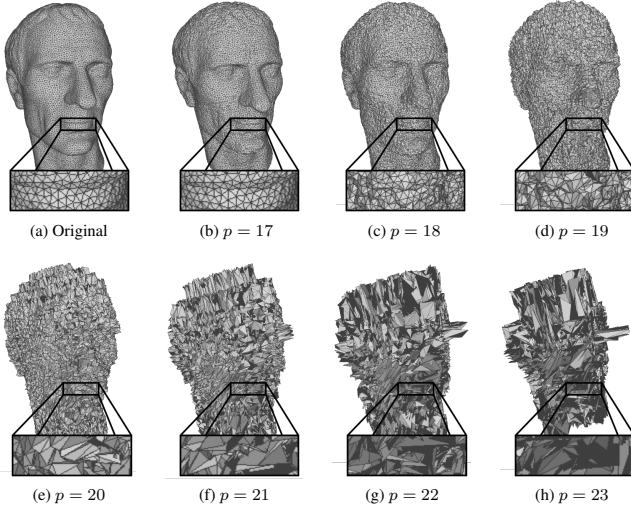 (a) Original
(b) p = 17
(c) p = 18
(d) p = 19
(e) p = 20
(f) p = 21
(g) p = 22
(h) p = 23